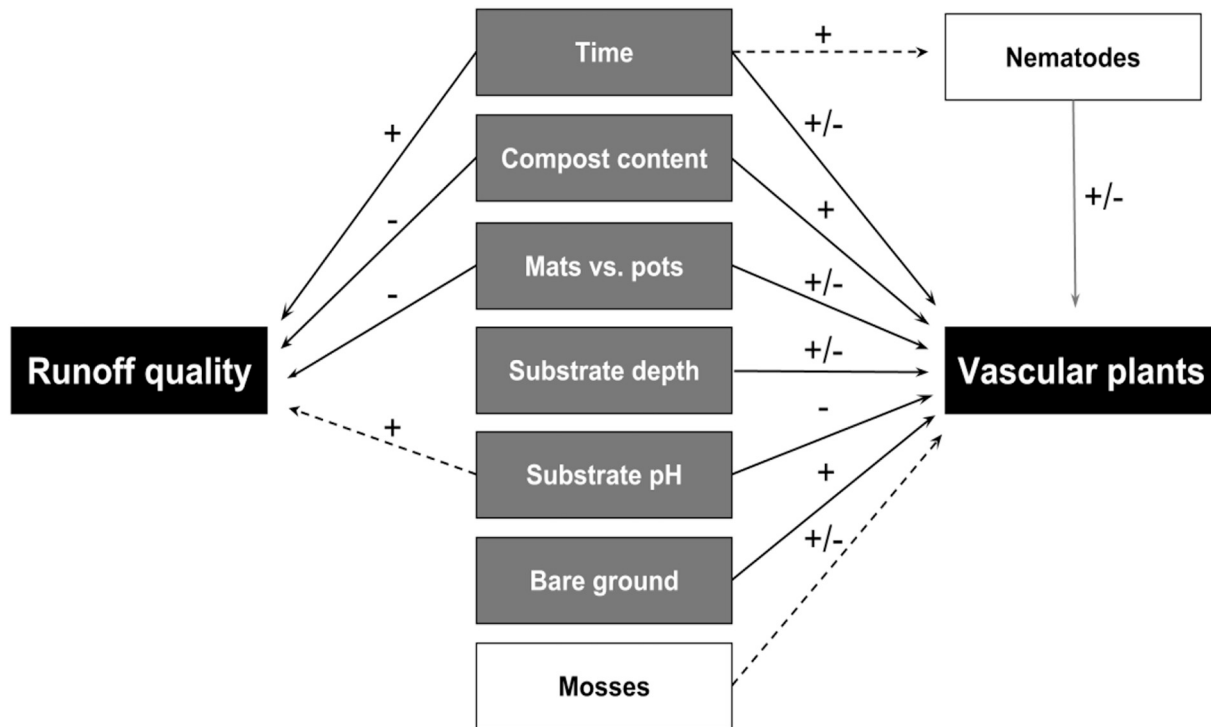 Time
+
Nematodes
+
+/-
Compost content
-
+
+/-
Mats vs. pots
-
+/-
Runoff quality
Substrate depth
+/-
Vascular plants
-
+
Substrate pH
+
+/-
Bare ground
Mosses